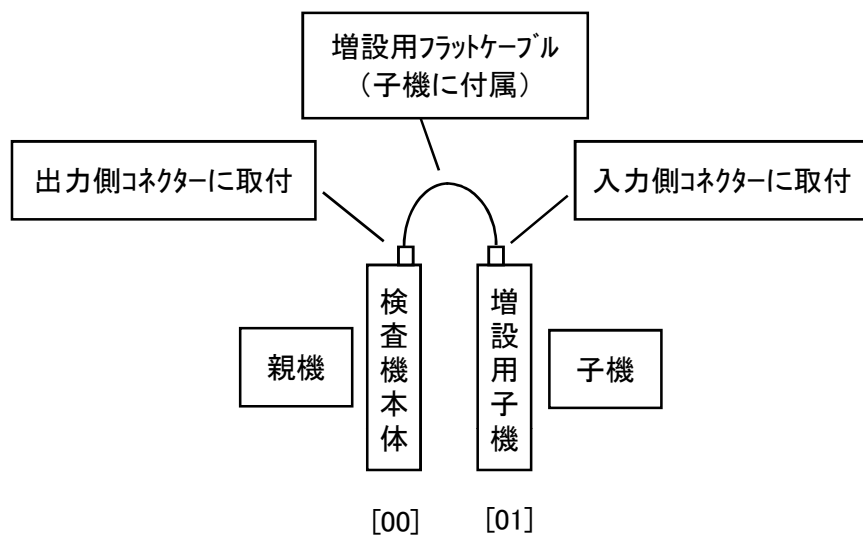 増設用フラットケーブル
（子機に付属）
出力側コネクターに取付
入力側コネクターに取付
親機
検査機本体
増設用子機
子機
[00]
[01]